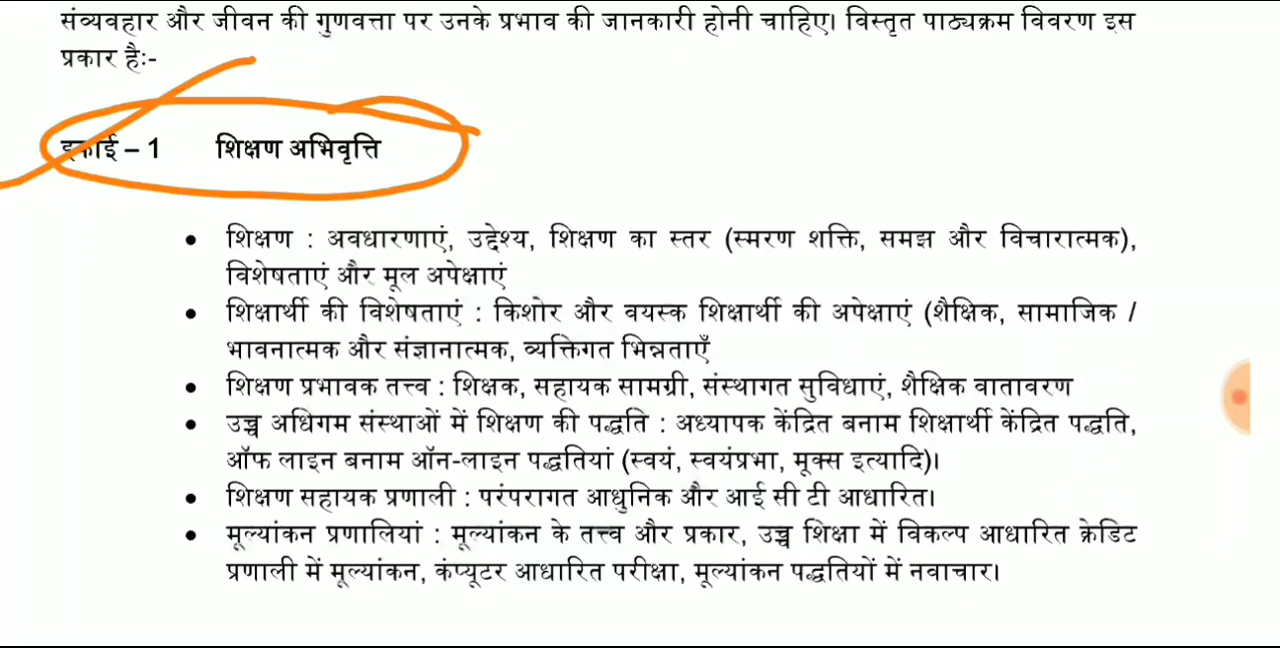 संव्यवहार और जीवन की गुणवत्ता पर उनके प्रभाव की जानकारी होनी चाहिए। विस्तृत पाठ्यक्रम विवरण इस
प्रकार है:-
इकाई – 1 शिक्षण अभिवृत्ति
• शिक्षण : अवधारणाएं, उद्देश्य, शिक्षण का स्तर (स्मरण शक्ति, समझ और विचारात्मक),
विशेषताएं और मूल अपेक्षाएं
• शिक्षार्थी की विशेषताएं : किशोर और वयस्क शिक्षार्थी की अपेक्षाएं (शैक्षिक, सामाजिक /
भावनात्मक और संज्ञानात्मक, व्यक्तिगत भिन्नताएँ
• शिक्षण प्रभावक तत्त्व : शिक्षक, सहायक सामग्री, संस्थागत सुविधाएं, शैक्षिक वातावरण
• उच्च अधिगम संस्थाओं में शिक्षण की पद्धति : अध्यापक केंद्रित बनाम शिक्षार्थी केंद्रित पद्धति,
ऑफ लाइन बनाम ऑन-लाइन पद्धतियां (स्वयं, स्वयंप्रभा, मूक्स इत्यादि)।
• शिक्षण सहायक प्रणाली : परंपरागत आधुनिक और आई सी टी आधारित।
• मूल्यांकन प्रणालियां : मूल्यांकन के तत्त्व और प्रकार, उच्च शिक्षा में विकल्प आधारित क्रेडिट
प्रणाली में मूल्यांकन, कंप्यूटर आधारित परीक्षा, मूल्यांकन पद्धतियों में नवाचार।